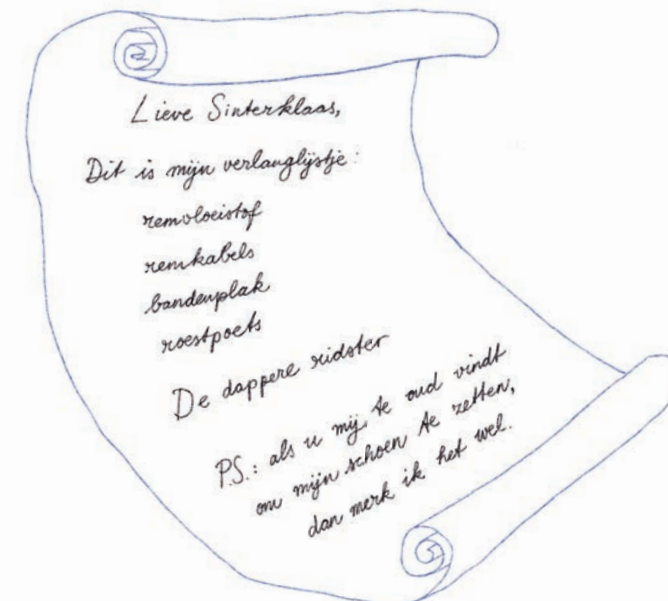 Lieve Sinterklaas,
Dit is mijn verlanglijstje:
remvloeistof
remkabels
bandenplak
roestpoets
De dappere ridster
P.S.: als u mij te oud vindt
om mijn schoen te zetten,
dan merk ik het wel.